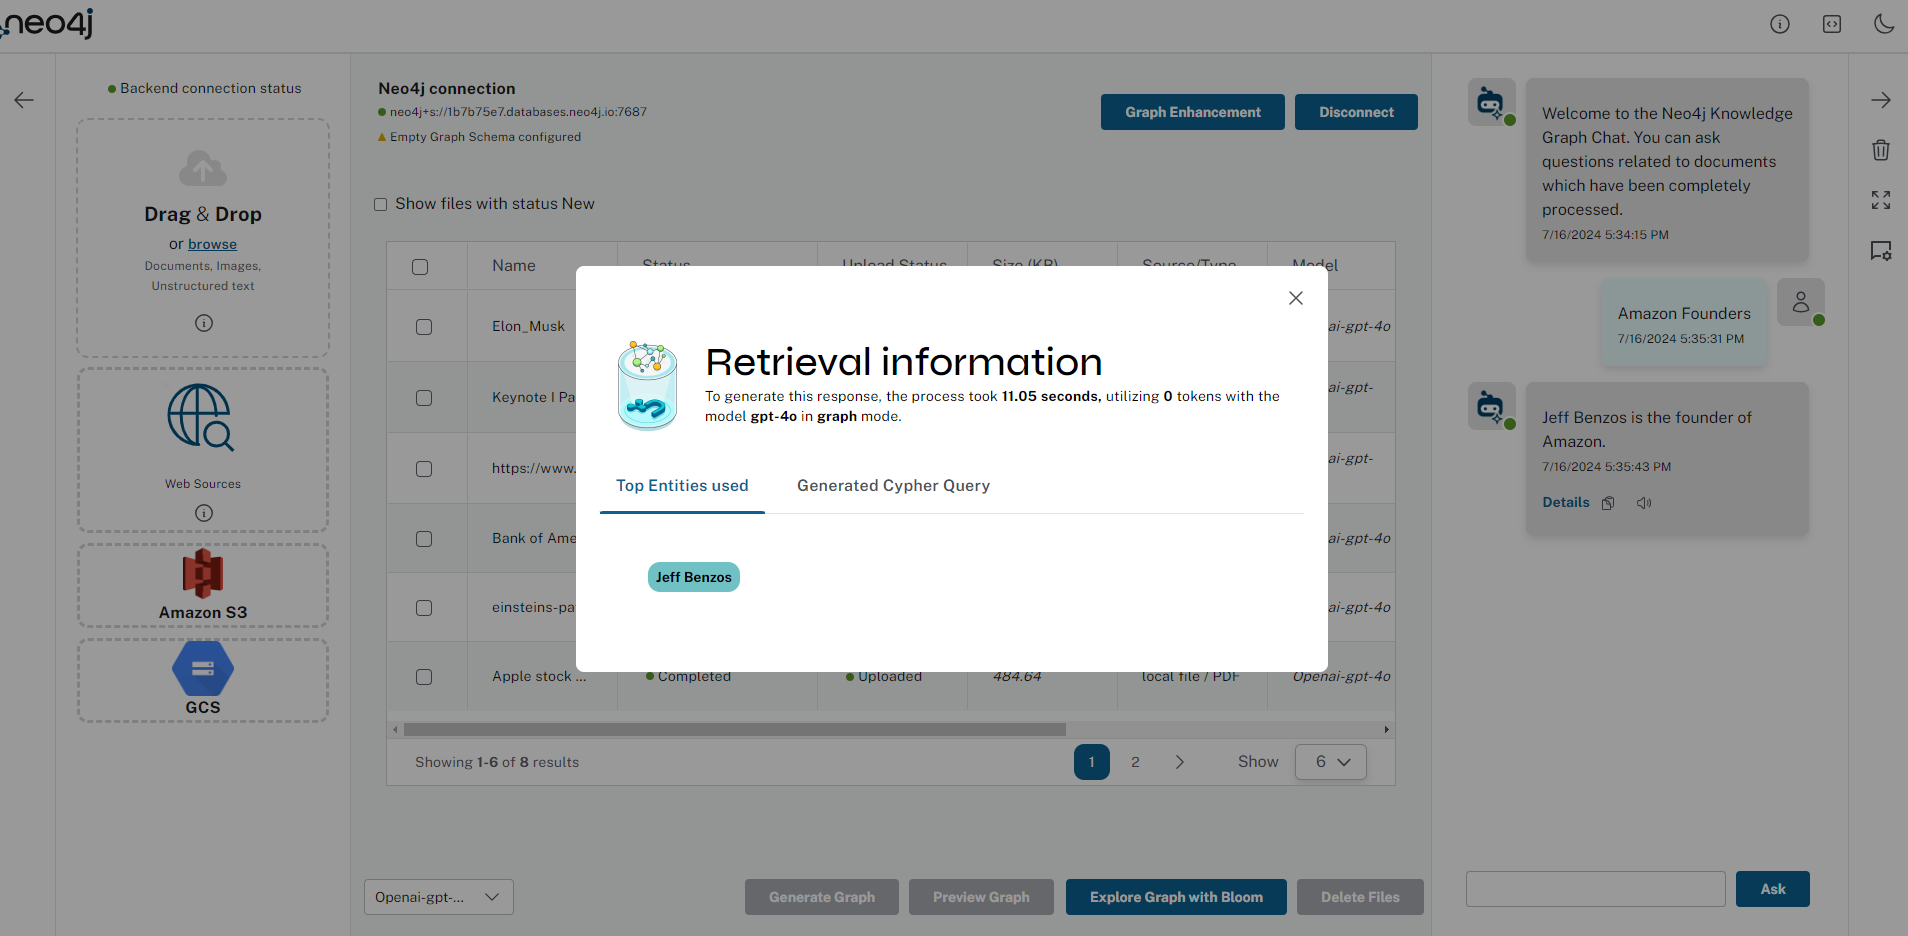 neo4j
Backend connection status
Drag & Drop
or browse
Documents, Images,
Unstructured text
Web Sources
Amazon S3
GCS
Neo4j connection
neo4j+s://1b7b75e7.databases.neo4j.io:7687
Empty Graph Schema configured
Graph Enhancement
Disconnect
Show files with status New
Name Status Upload Status Size (KB) Source/Type Model
Elon_Musk ai-gpt-4o
Keynote I Pa ai-gpt-
https://www. ai-gpt-
Bank of Ame ai-gpt-4o
einsteins-pa ai-gpt-4o
Apple stock ... Completed Uploaded 484.64 local file / PDF Openai-gpt-4o
Showing 1-6 of 8 results
1 2 Show 6
Openai-gpt-...
Generate Graph
Preview Graph
Explore Graph with Bloom
Delete Files
Retrieval information
To generate this response, the process took 11.05 seconds, utilizing 0 tokens with the
model gpt-4o in graph mode.
Top Entities used
Generated Cypher Query
Jeff Benzos
Welcome to the Neo4j Knowledge
Graph Chat. You can ask
questions related to documents
which have been completely
processed.
7/16/2024 5:34:15 PM
Amazon Founders
7/16/2024 5:35:31 PM
Jeff Benzos is the founder of
Amazon.
7/16/2024 5:35:43 PM
Details
Ask